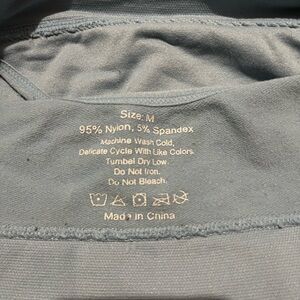 Size: M
95% Nylon, 5% Spandex
Machine Wash Cold,
Delicate Cycle With Like Colors.
Tumbel Dry Low.
Do Not Iron.
Do Not Bleach.
Made in China